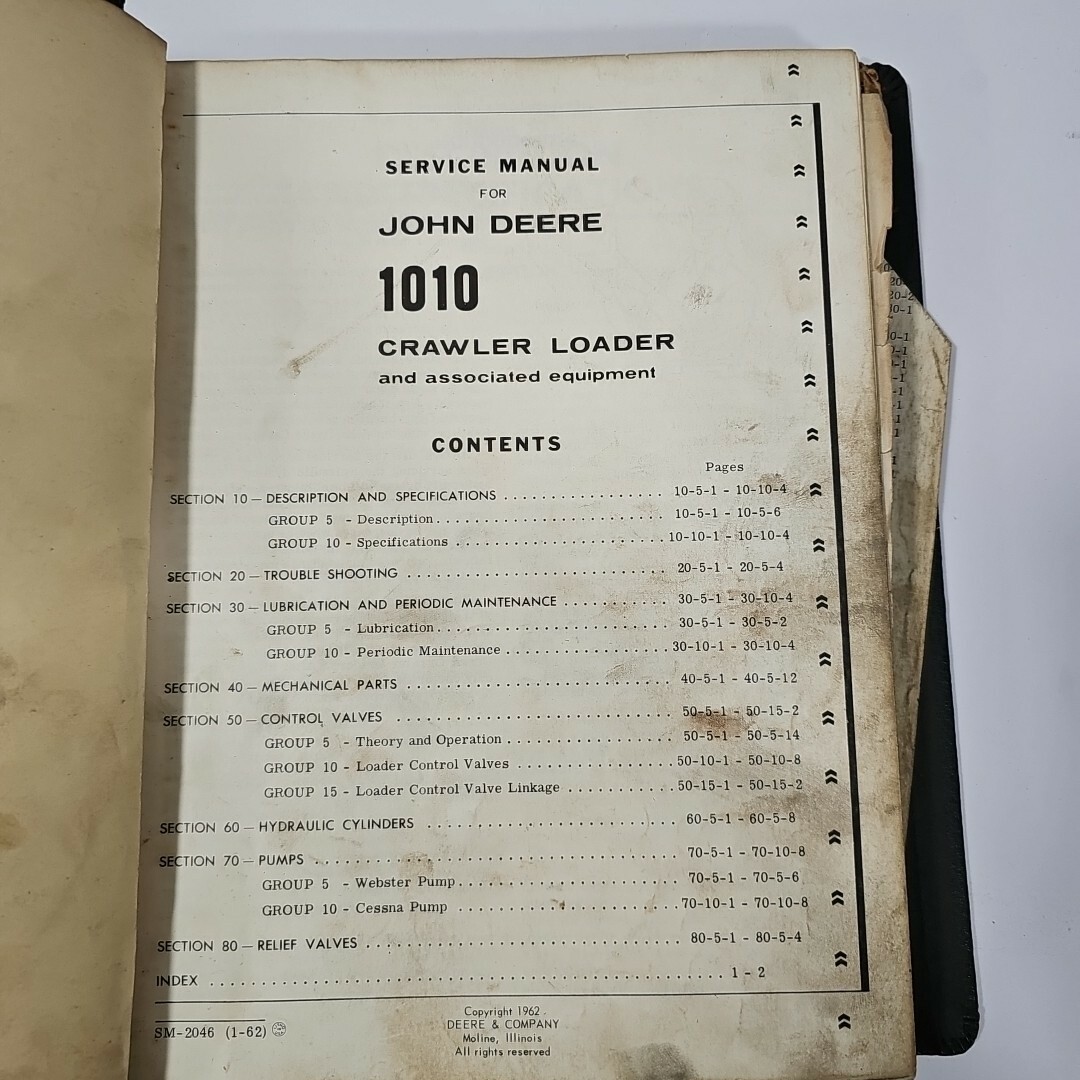 SERVICE MANUAL
FOR
JOHN DEERE
1010
CRAWLER LOADER
and associated equipment
CONTENTS
Pages
SECTION 10 — DESCRIPTION AND SPECIFICATIONS . . . . . . . . . . . . . . . . . 10-5-1 - 10-10-4
GROUP 5 - Description . . . . . . . . . . . . . . . . . . . . . . . . 10-5-1 - 10-5-6
GROUP 10 - Specifications . . . . . . . . . . . . . . . . . . . . . . 10-10-1 - 10-10-4
SECTION 20 — TROUBLE SHOOTING . . . . . . . . . . . . . . . . . . . . . . . . . . . 20-5-1 - 20-5-4
SECTION 30 — LUBRICATION AND PERIODIC MAINTENANCE . . . . . . . . . . . 30-5-1 - 30-10-4
GROUP 5 - Lubrication . . . . . . . . . . . . . . . . . . . . . . . . 30-5-1 - 30-5-2
GROUP 10 - Periodic Maintenance . . . . . . . . . . . . . . . . . 30-10-1 - 30-10-4
SECTION 40 — MECHANICAL PARTS . . . . . . . . . . . . . . . . . . . . . . . . . . . . 40-5-1 - 40-5-12
SECTION 50 — CONTROL VALVES . . . . . . . . . . . . . . . . . . . . . . . . . . . . . 50-5-1 - 50-15-2
GROUP 5 - Theory and Operation . . . . . . . . . . . . . . . . . 50-5-1 - 50-5-14
GROUP 10 - Loader Control Valves . . . . . . . . . . . . . . . . 50-10-1 - 50-10-8
GROUP 15 - Loader Control Valve Linkage . . . . . . . . . . . 50-15-1 - 50-15-2
SECTION 60 — HYDRAULIC CYLINDERS . . . . . . . . . . . . . . . . . . . . . . . . . . 60-5-1 - 60-5-8
SECTION 70 — PUMPS . . . . . . . . . . . . . . . . . . . . . . . . . . . . . . . . . . . . . 70-5-1 - 70-10-8
GROUP 5 - Webster Pump . . . . . . . . . . . . . . . . . . . . . . . 70-5-1 - 70-5-6
GROUP 10 - Cessna Pump . . . . . . . . . . . . . . . . . . . . . . . 70-10-1 - 70-10-8
SECTION 80 — RELIEF VALVES . . . . . . . . . . . . . . . . . . . . . . . . . . . . . . . . 80-5-1 - 80-5-4
INDEX . . . . . . . . . . . . . . . . . . . . . . . . . . . . . . . . . . . . . . . . . . . . . . . . . . . 1 - 2
SM-2046 (1-62)
Copyright 1962
DEERE & COMPANY
Moline, Illinois
All rights reserved